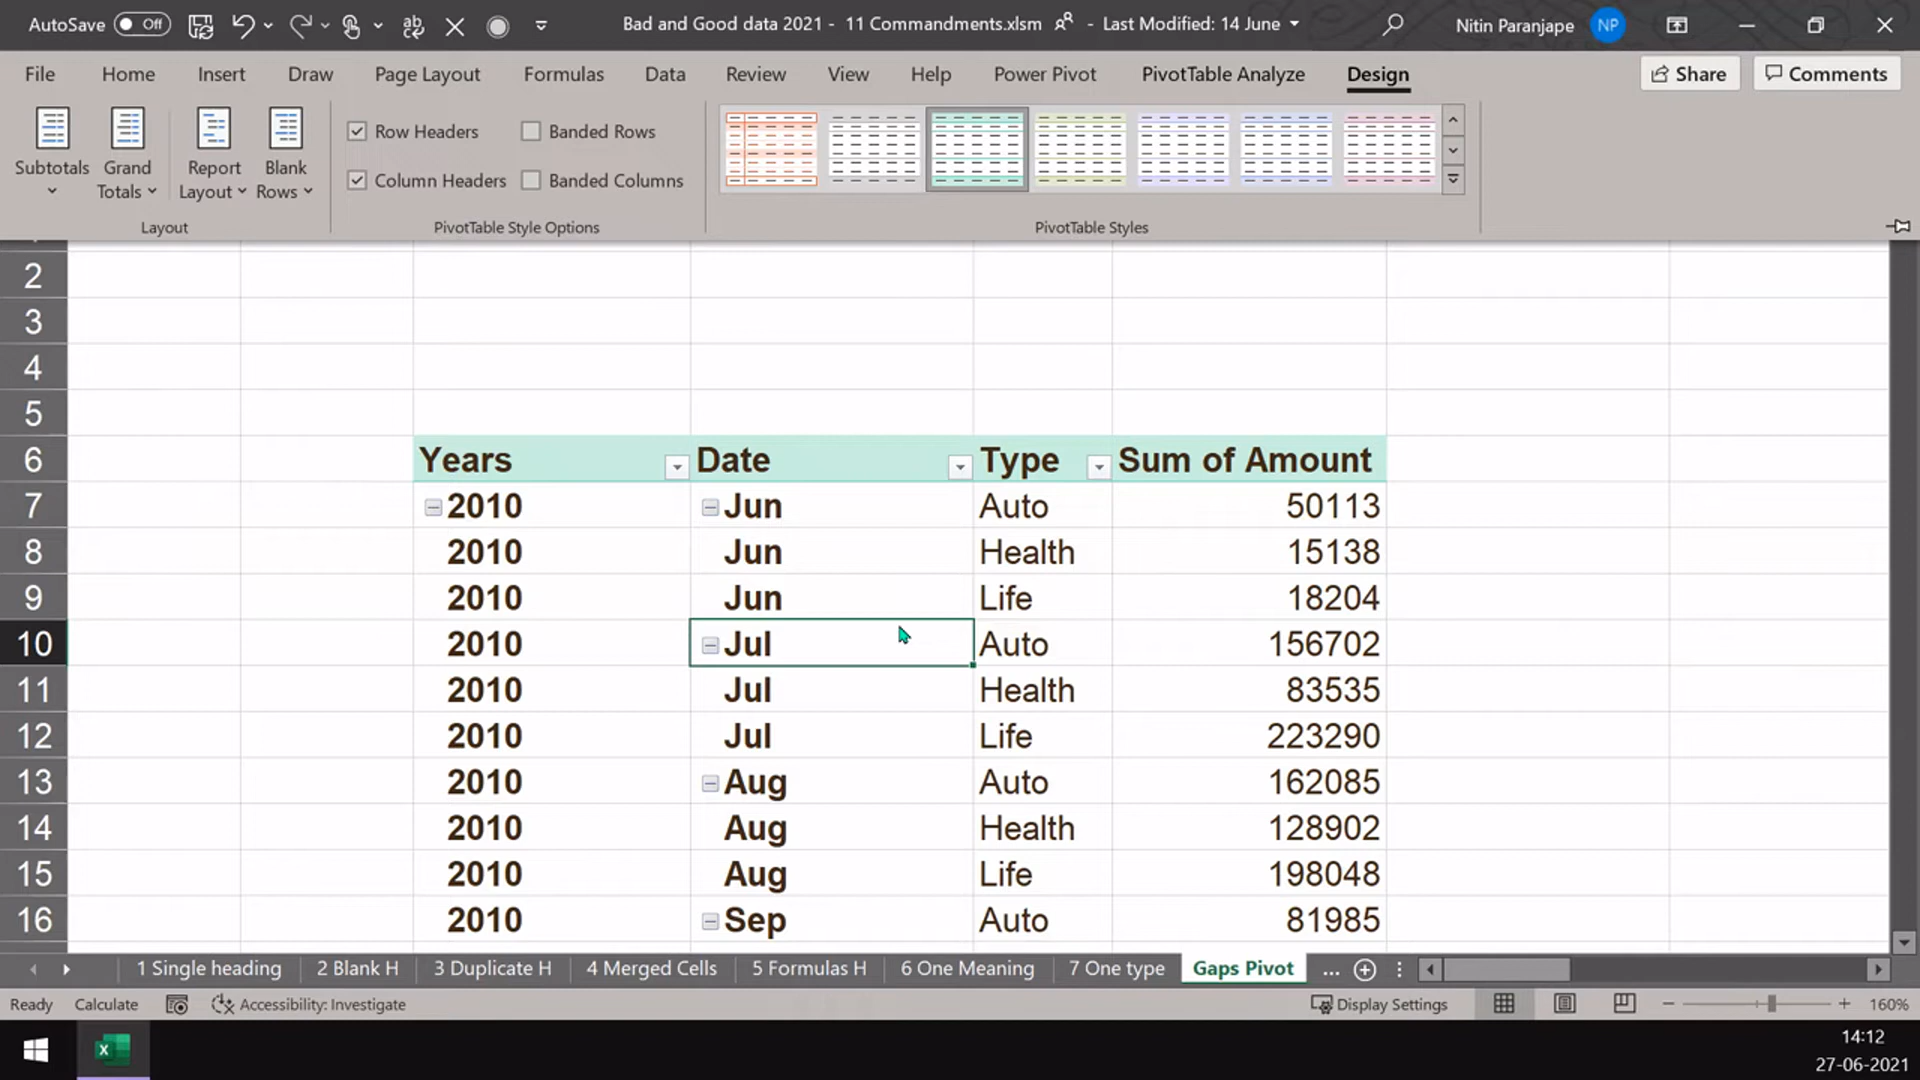 AutoSave Off Bad and Good data 2021 - 11 Commandments.xlsm - Last Modified: 14 June Nitin Paranjape NP
File Home Insert Draw Page Layout Formulas Data Review View Help Power Pivot PivotTable Analyze Design Share Comments
Subtotals Grand Totals Report Layout Blank Rows
Row Headers Banded Rows
Column Headers Banded Columns
Layout PivotTable Style Options PivotTable Styles
2
3
4
5
6 Years Date Type Sum of Amount
7 2010 Jun Auto 50113
8 2010 Jun Health 15138
9 2010 Jun Life 18204
10 2010 Jul Auto 156702
11 2010 Jul Health 83535
12 2010 Jul Life 223290
13 2010 Aug Auto 162085
14 2010 Aug Health 128902
15 2010 Aug Life 198048
16 2010 Sep Auto 81985
1 Single heading 2 Blank H 3 Duplicate H 4 Merged Cells 5 Formulas H 6 One Meaning 7 One type Gaps Pivot ...
Ready Calculate Accessibility: Investigate Display Settings 160%
14:12
27-06-2021